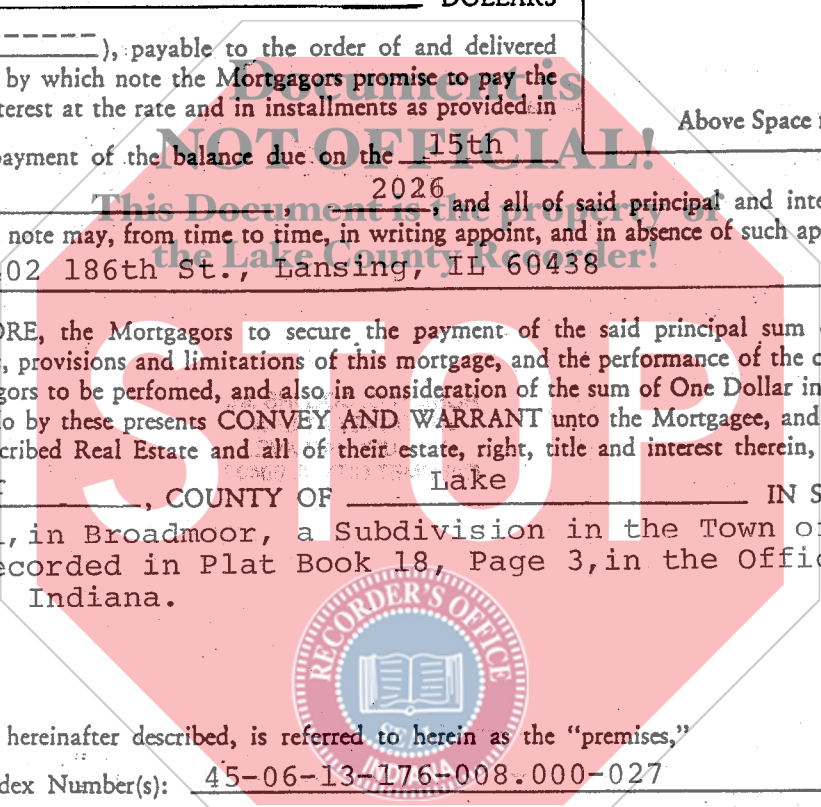 DOLLARS
), payable to the order of and delivered
by which note the Mortgagors promise to pay the
terest at the rate and in installments as provided in
Above Space
payment of the balance due on the 15th
2026, and all of said principal and inte
note may, from time to time, in writing appoint, and in absence of such ap
02 186th St., Lansing, IL 60438
Document is
NOT OFFICIAL!
This Document is the property of
the Lake County Recorder!
STOP
ORE, the Mortgagors to secure the payment of the said principal sum
, provisions and limitations of this mortgage, and the performance of the c
gors to be perfomed, and also in consideration of the sum of One Dollar in
o by these presents CONVEY AND WARRANT unto the Mortgagee, and
cribed Real Estate and all of their estate, right, title and interest therein,
, COUNTY OF Lake IN S
, in Broadmoor, a Subdivision in the Town of
ecorded in Plat Book 18, Page 3, in the Offic
Indiana.
RECORDER'S OFFICE
SEAL
INDIANA
hereinafter described, is referred to herein as the “premises,”
dex Number(s): 45-06-13-176-008.000-027